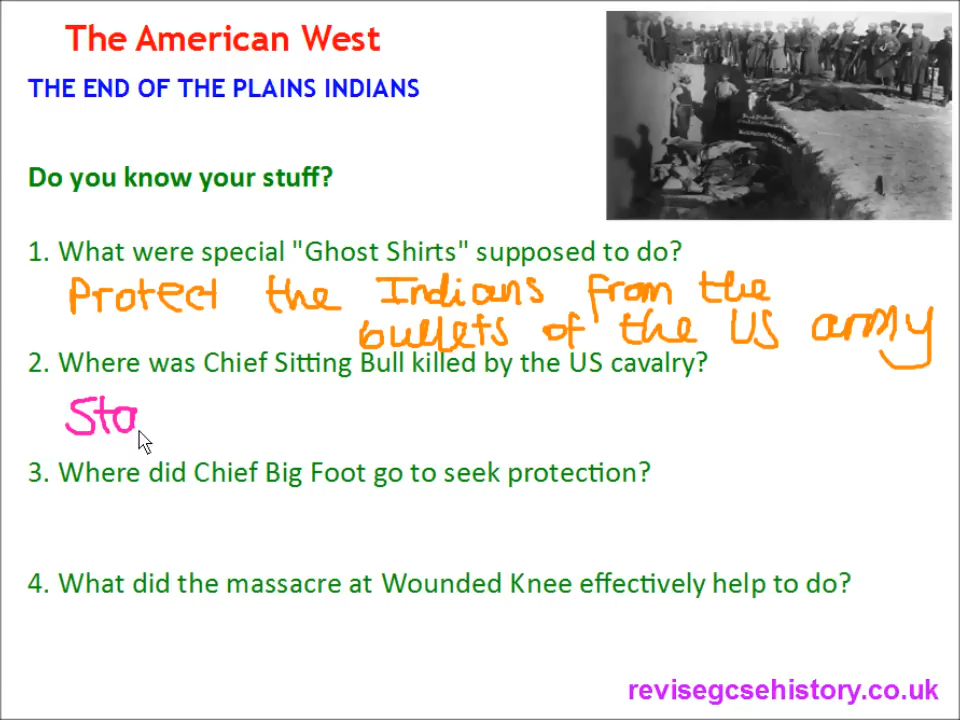 The American West
THE END OF THE PLAINS INDIANS
Do you know your stuff?
1. What were special "Ghost Shirts" supposed to do?
Protect the Indians from the
bullets of the US army
2. Where was Chief Sitting Bull killed by the US cavalry?
Sta
3. Where did Chief Big Foot go to seek protection?
4. What did the massacre at Wounded Knee effectively help to do?
revisegcsehistory.co.uk